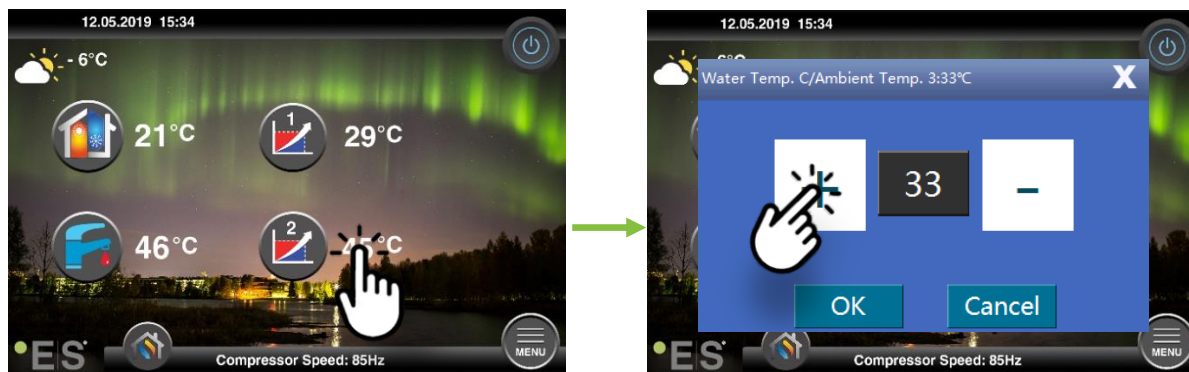 12.05.2019 15:34
- 6°C
21°C
1
29°C
46°C
2
45°C
ES
Compressor Speed: 85Hz
MENU
12.05.2019 15:34
Water Temp. C/Ambient Temp. 3:33℃
X
+
33
-
OK
Cancel
ES
Compressor Speed: 85Hz
MENU